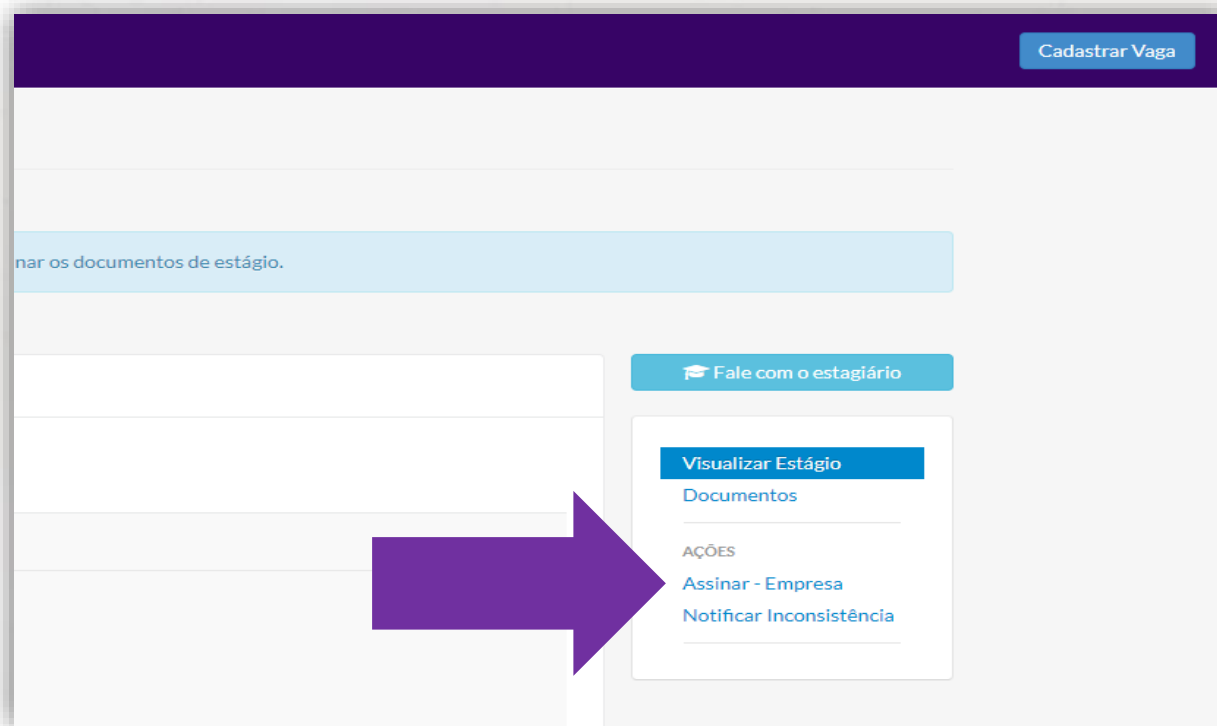 Cadastrar Vaga
nar os documentos de estágio.
Fale com o estagiário
Visualizar Estágio
Documentos
AÇÕES
Assinar - Empresa
Notificar Inconsistência